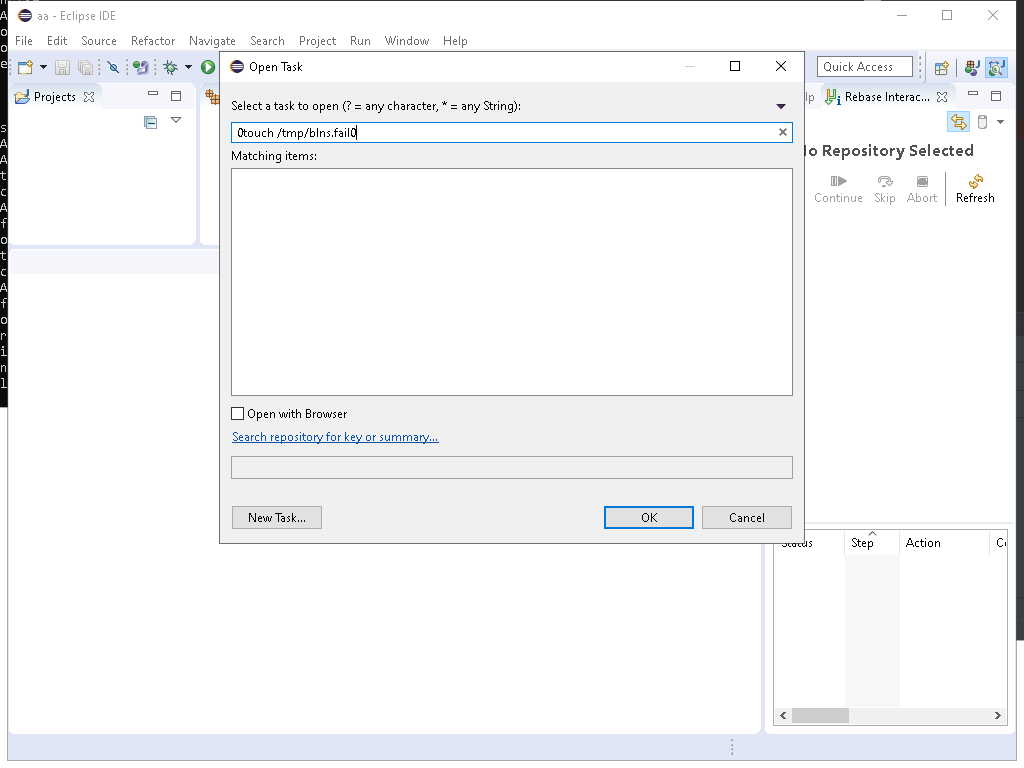 aa - Eclipse IDE
File Edit Source Refactor Navigate Search Project Run Window Help
Quick Access
Projects
Rebase Interac...
Open Task
Select a task to open (? = any character, * = any String):
0touch /tmp/blns.fail0
Matching items:
Open with Browser
Search repository for key or summary...
New Task... OK Cancel
lo Repository Selected
Continue Skip Abort Refresh
Status Step Action